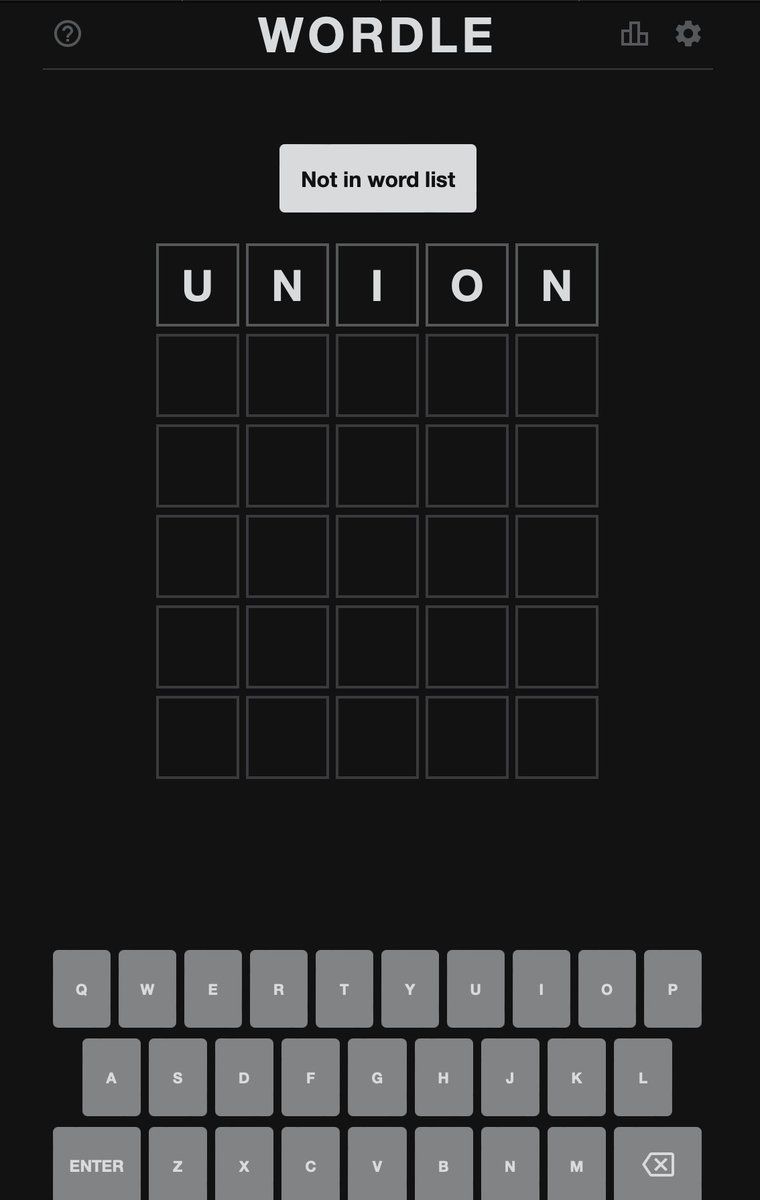 WORDLE
Not in word list
U N I O N
Q W E R T Y U I O P
A S D F G H J K L
ENTER Z X C V B N M